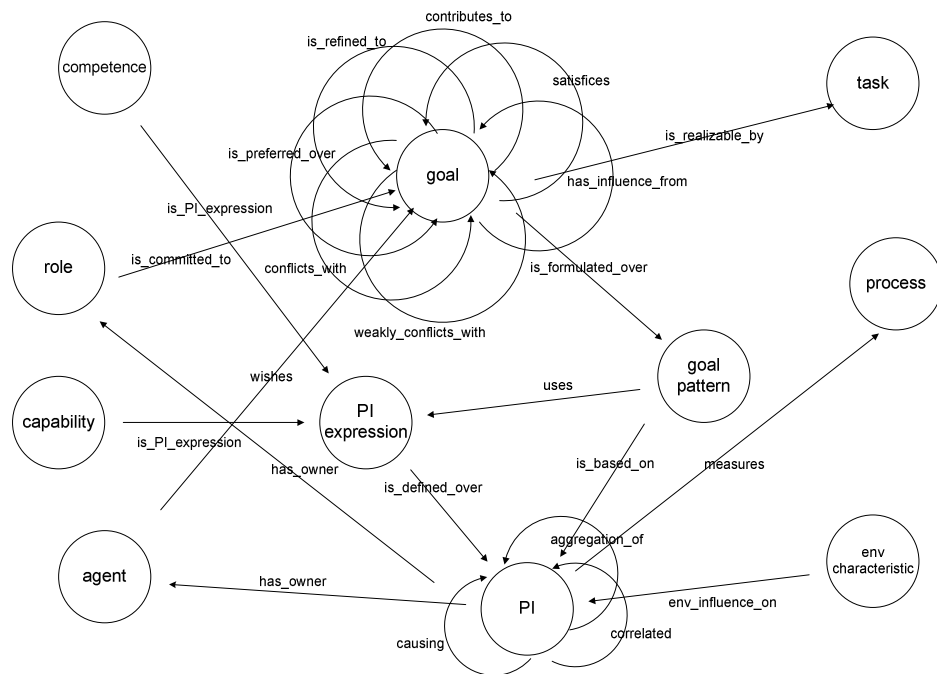 contributes_to
is_refined_to
competence
satisfices
task
is_realizable_by
is_preferred_over
goal
has_influence_from
is_PI_expression
is_committed_to
conflicts_with
is_formulated_over
role
process
weakly_conflicts_with
wishes
goal
pattern
uses
capability
PI
expression
is_PI_expression
has_owner
is_based_on
measures
is_defined_over
aggregation_of
env
characteristic
agent
has_owner
PI
env_influence_on
causing
correlated